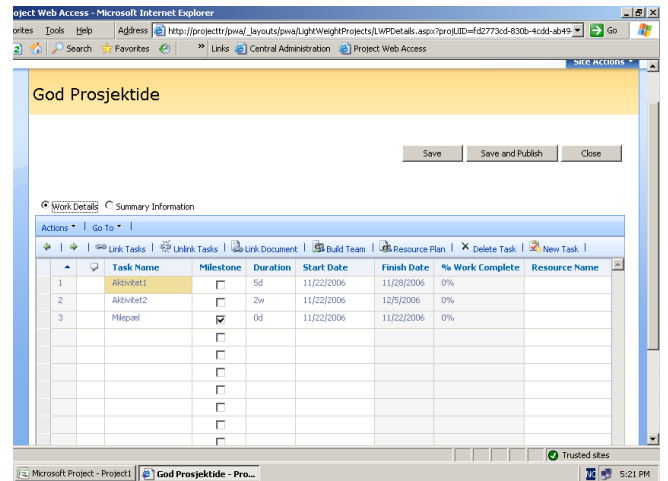 oject Web Access - Microsoft Internet Explorer
orites Tools Help Address http://projecttr/pwa/_layouts/pwa/LightWeightProjects/LWPDetails.aspx?projUID=fd2773cd-830b-4cdd-ab49- Go
Search Favorites » Links Central Administration Project Web Access
Site Actions
God Prosjektide
Save Save and Publish Close
Work Details Summary Information
Actions Go To
Link Tasks Unlink Tasks Link Document Build Team Resource Plan Delete Task New Task
Task Name Milestone Duration Start Date Finish Date % Work Complete Resource Name
1 Aktivitet1 5d 11/22/2006 11/28/2006 0%
2 Aktivitet2 2w 11/22/2006 12/5/2006 0%
3 Milepæl 0d 11/22/2006 11/22/2006 0%
Trusted sites
Microsoft Project - Project1 God Prosjektide - Pro... NO 5:21 PM